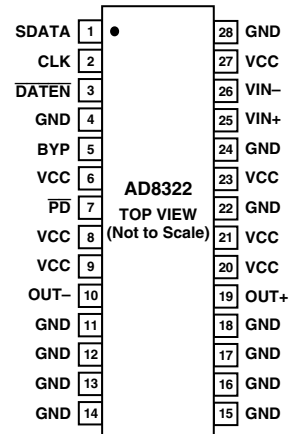 SDATA 1
CLK 2
DATEN 3
GND 4
BYP 5
VCC 6
PD 7
VCC 8
VCC 9
OUT– 10
GND 11
GND 12
GND 13
GND 14
AD8322
TOP VIEW
(Not to Scale)
28 GND
27 VCC
26 VIN–
25 VIN+
24 GND
23 VCC
22 GND
21 VCC
20 VCC
19 OUT+
18 GND
17 GND
16 GND
15 GND